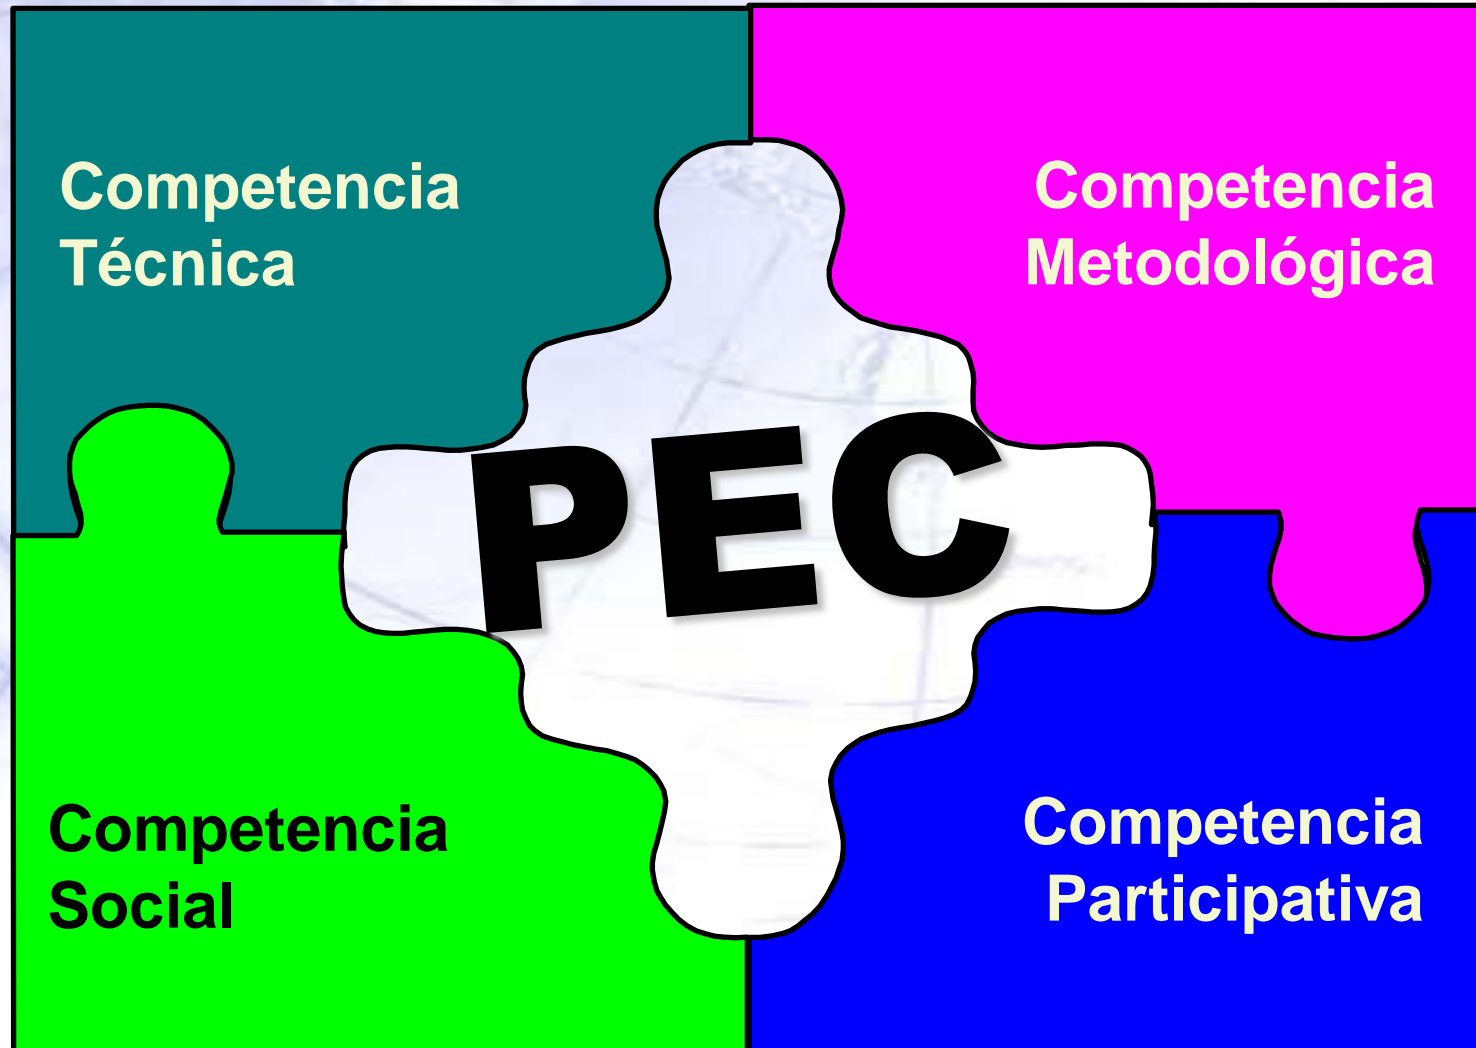 Competencia
Técnica
Competencia
Metodológica
PEC
Competencia
Social
Competencia
Participativa